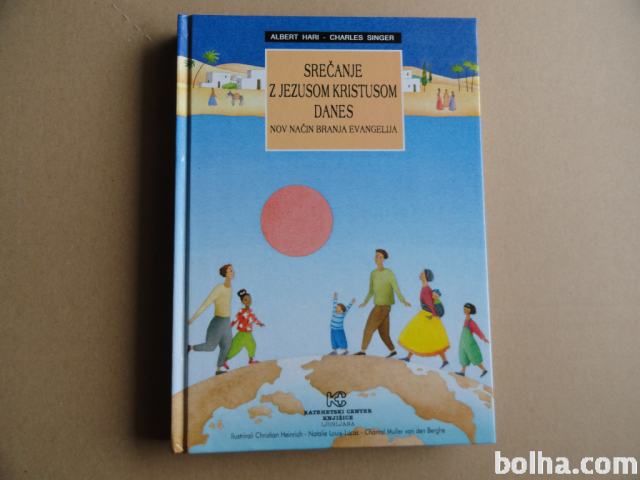 ALBERT HARI - CHARLES SINGER
SREČANJE
Z JEZUSOM KRISTUSOM
DANES
NOV NAČIN BRANJA EVANGELIJA
KC
KATEHETSKI CENTER
KNJIŽICE
LJUBLJANA
Ilustrirali Christian Heinrich - Natalie Louis-Lucas - Chantal Muller van den Berghe
bolha.com